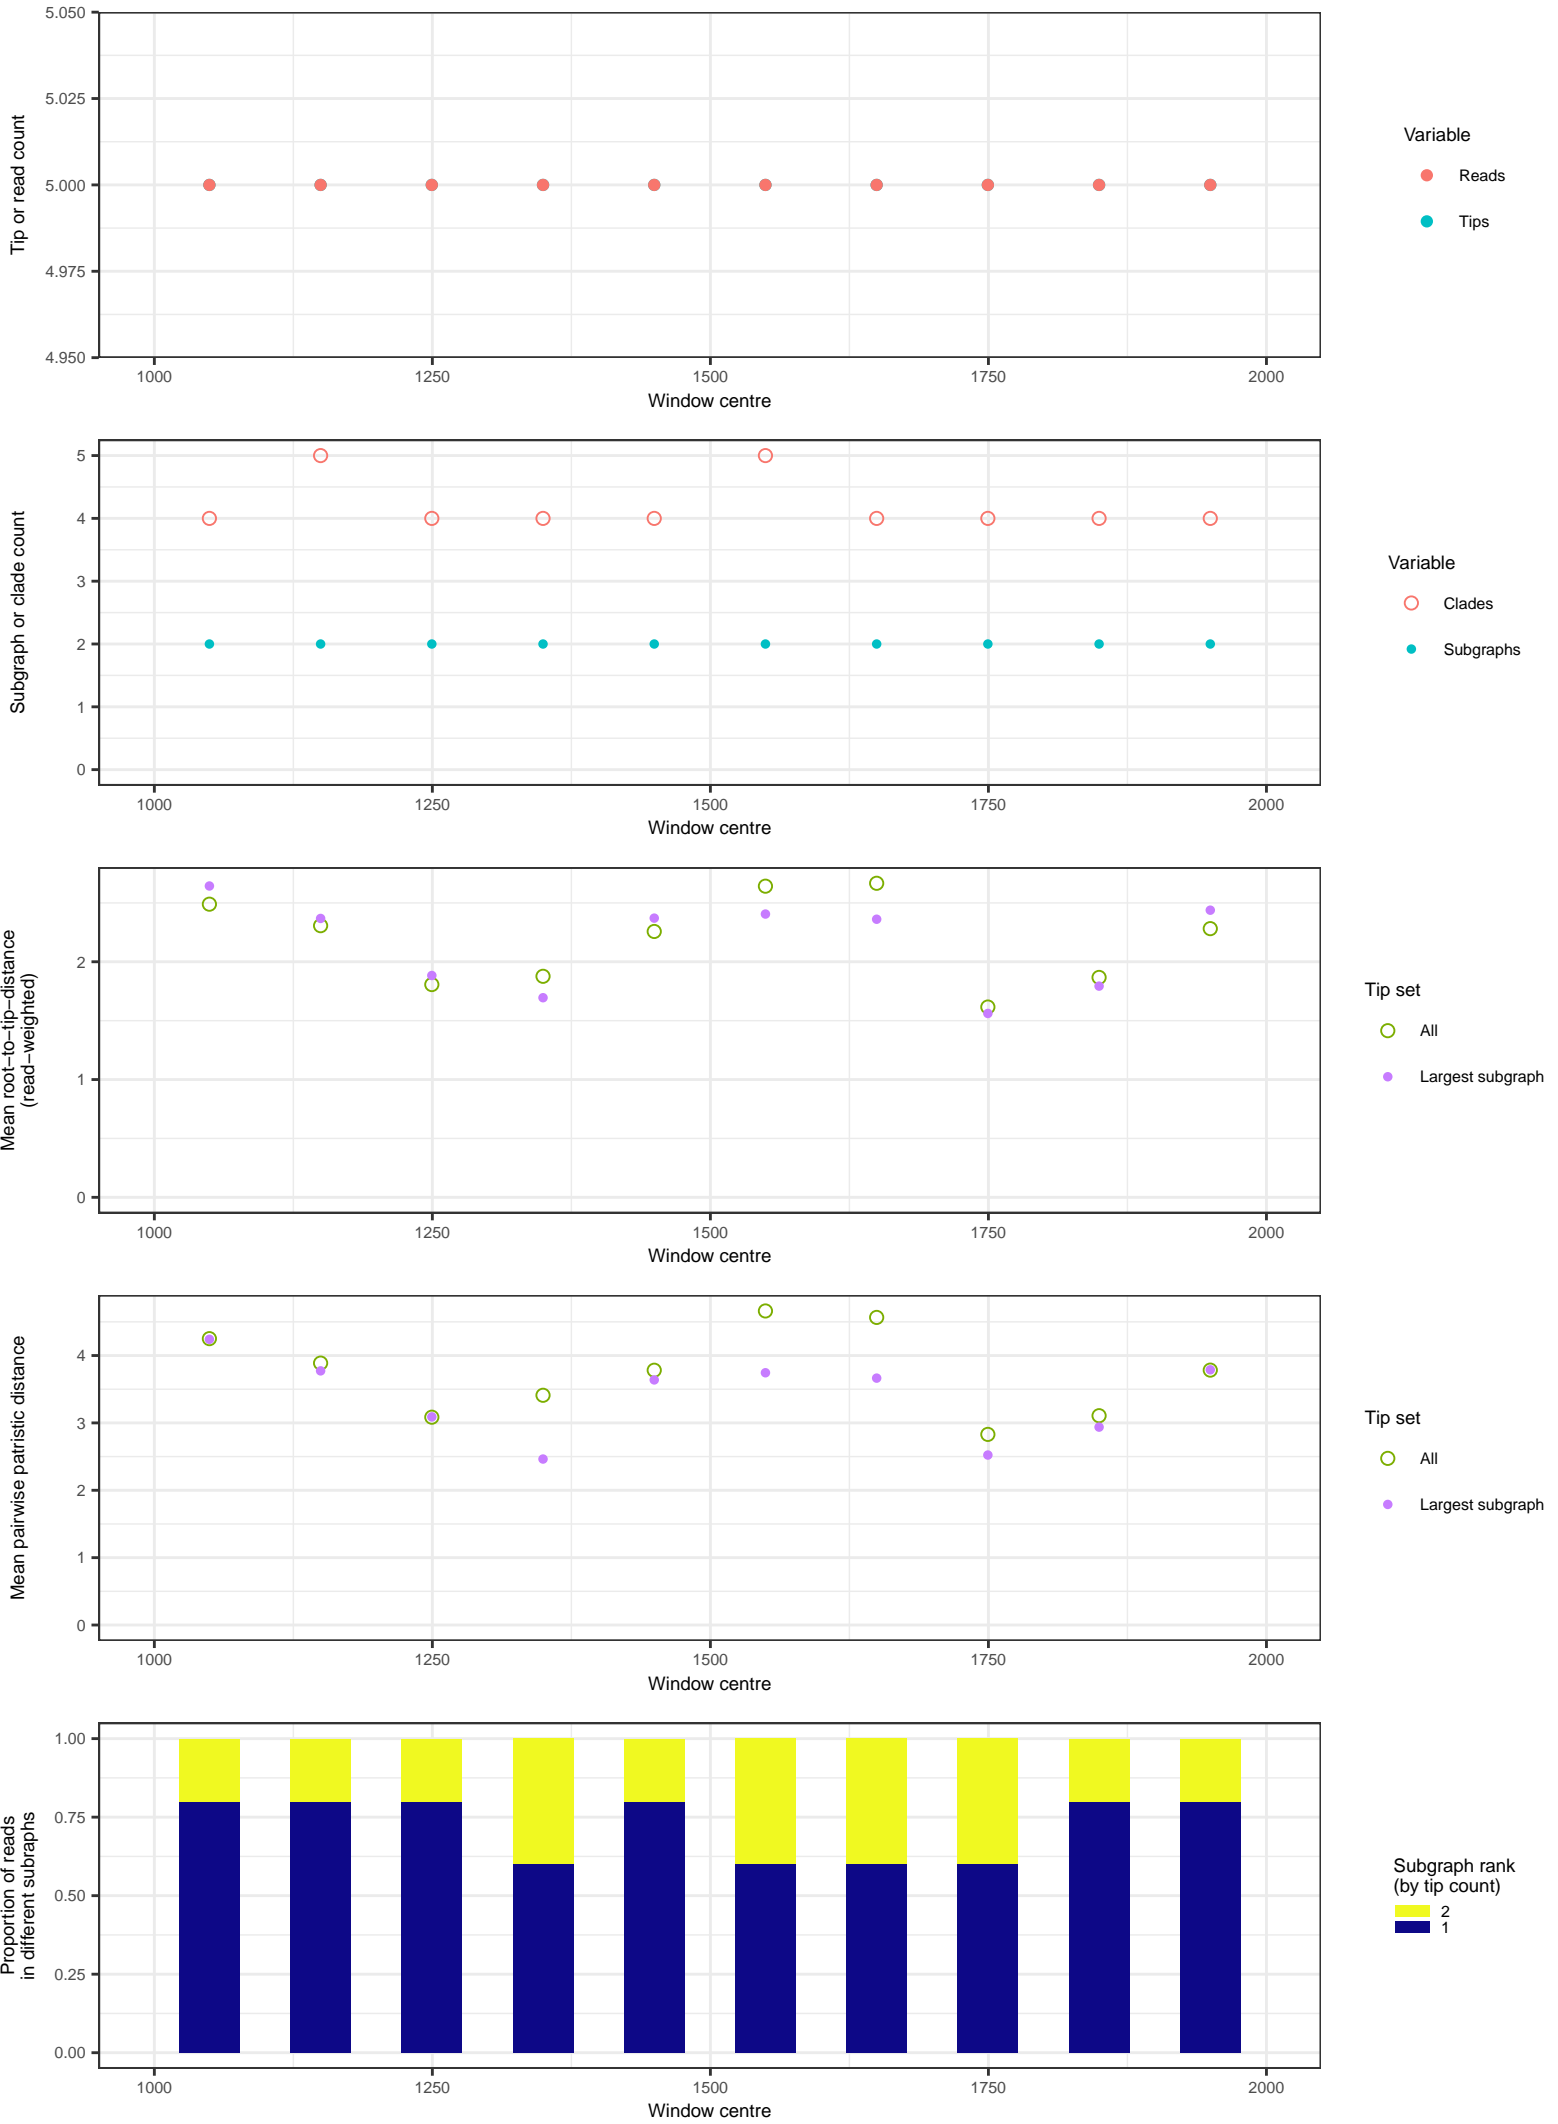 5.050
5.025
5.000
4.975
4.950
Tip or read count
1000 1250 1500 1750 2000
Window centre
Variable
Reads
Tips
5
4
3
2
1
0
Subgraph or clade count
1000 1250 1500 1750 2000
Window centre
Variable
Clades
Subgraphs
2
1
0
Mean root−to−tip−distance
(read−weighted)
1000 1250 1500 1750 2000
Window centre
Tip set
All
Largest subgraph
4
3
2
1
0
Mean pairwise patristic distance
1000 1250 1500 1750 2000
Window centre
Tip set
All
Largest subgraph
1.00
0.75
0.50
0.25
0.00
Proportion of reads
in different subraphs
1000 1250 1500 1750 2000
Window centre
Subgraph rank
(by tip count)
2
1